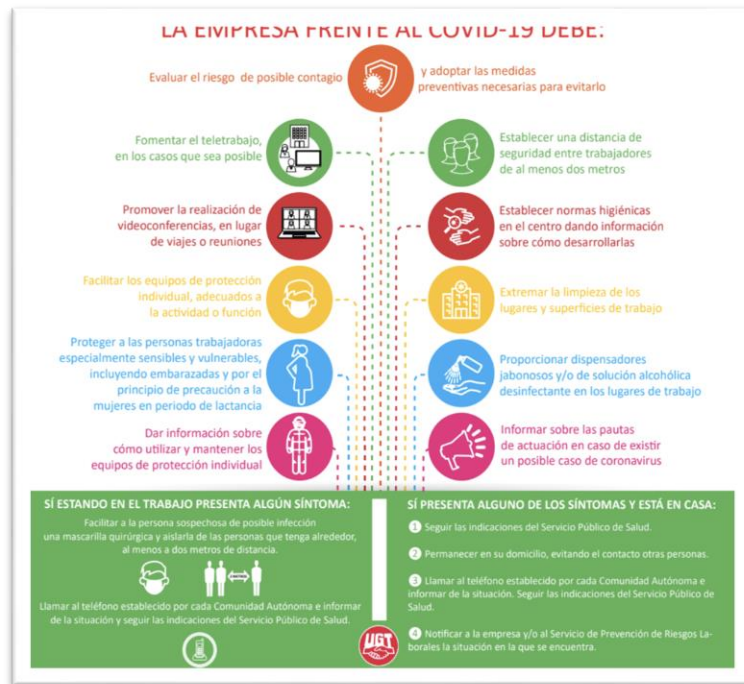 LA EMPRESA FRENTE AL COVID-19 DEBE:
Evaluar el riesgo de posible contagio
y adoptar las medidas
preventivas necesarias para evitarlo
Fomentar el teletrabajo,
en los casos que sea posible
Establecer una distancia de
seguridad entre trabajadores
de al menos dos metros
Promover la realización de
videoconferencias, en lugar
de viajes o reuniones
Establecer normas higiénicas
en el centro dando información
sobre cómo desarrollarlas
Facilitar los equipos de protección
individual, adecuados a
la actividad o función
Extremar la limpieza de los
lugares y superficies de trabajo
Proteger a las personas trabajadoras
especialmente sensibles y vulnerables,
incluyendo embarazadas y por el
principio de precaución a la
mujeres en periodo de lactancia
Proporcionar dispensadores
jabonosos y/o de solución alcohólica
desinfectante en los lugares de trabajo
Dar información sobre
cómo utilizar y mantener los
equipos de protección individual
Informar sobre las pautas
de actuación en caso de existir
un posible caso de coronavirus
SÍ ESTANDO EN EL TRABAJO PRESENTA ALGÚN SÍNTOMA:
Facilitar a la persona sospechosa de posible infección
una mascarilla quirúrgica y aislarla de las personas que tenga alrededor,
al menos a dos metros de distancia.
Llamar al teléfono establecido por cada Comunidad Autónoma e informar
de la situación y seguir las indicaciones del Servicio Público de Salud.
SÍ PRESENTA ALGUNO DE LOS SÍNTOMAS Y ESTÁ EN CASA:
1 Seguir las indicaciones del Servicio Público de Salud.
2 Permanecer en su domicilio, evitando el contacto otras personas.
3 Llamar al teléfono establecido por cada Comunidad Autónoma e
informar de la situación. Seguir las indicaciones del Servicio Público de
Salud.
4 Notificar a la empresa y/o al Servicio de Prevención de Riesgos La-
borales la situación en la que se encuentra.
UGT